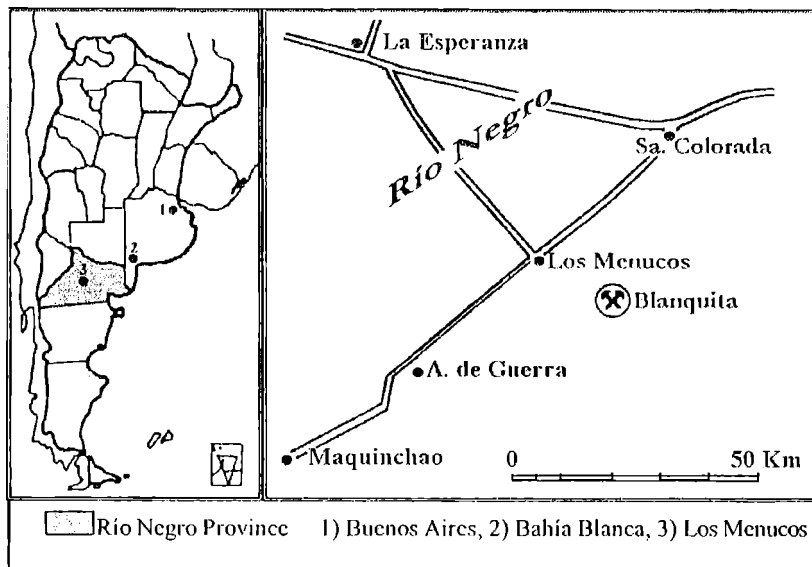 La Esperanza
Río Negro
Sa. Colorada
1
2
3
Los Menucos
Blanquita
A. de Guerra
Maquinchao
0 50 Km
Río Negro Province 1) Buenos Aires, 2) Bahía Blanca, 3) Los Menucos